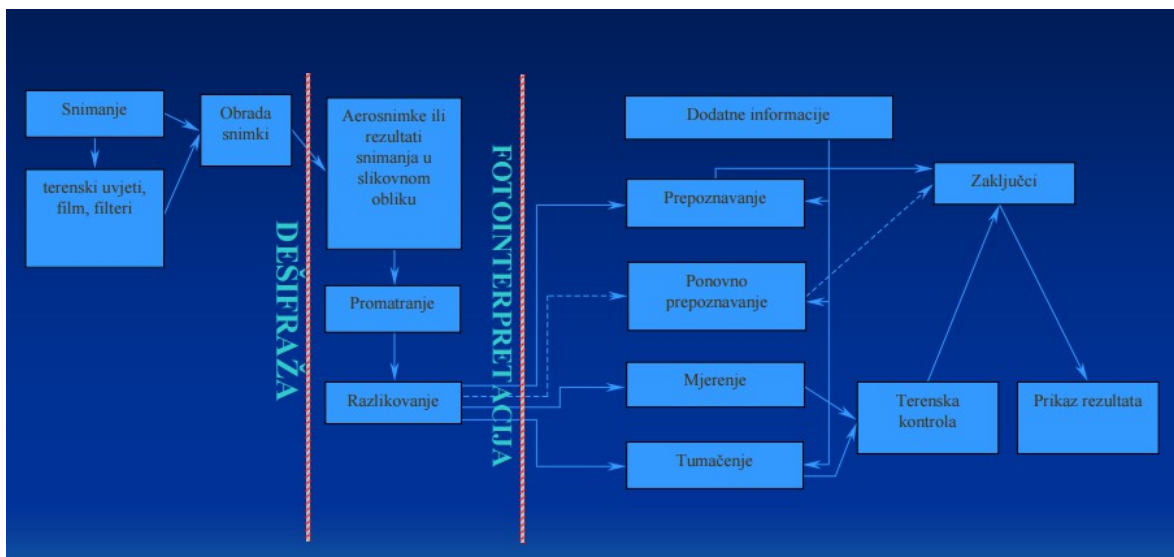 Snimanje
terenski uvjeti,
film, filteri
Obrada
snimki
DEŠIFRAŽA
Aerosnimke ili
rezultati
snimanja u
slikovnom
obliku
Promatranje
Razlikovanje
FOTOINTERPRETACIJA
Dodatne informacije
Prepoznavanje
Ponovno
prepoznavanje
Mjerenje
Tumačenje
Zaključci
Terenska
kontrola
Prikaz rezultata